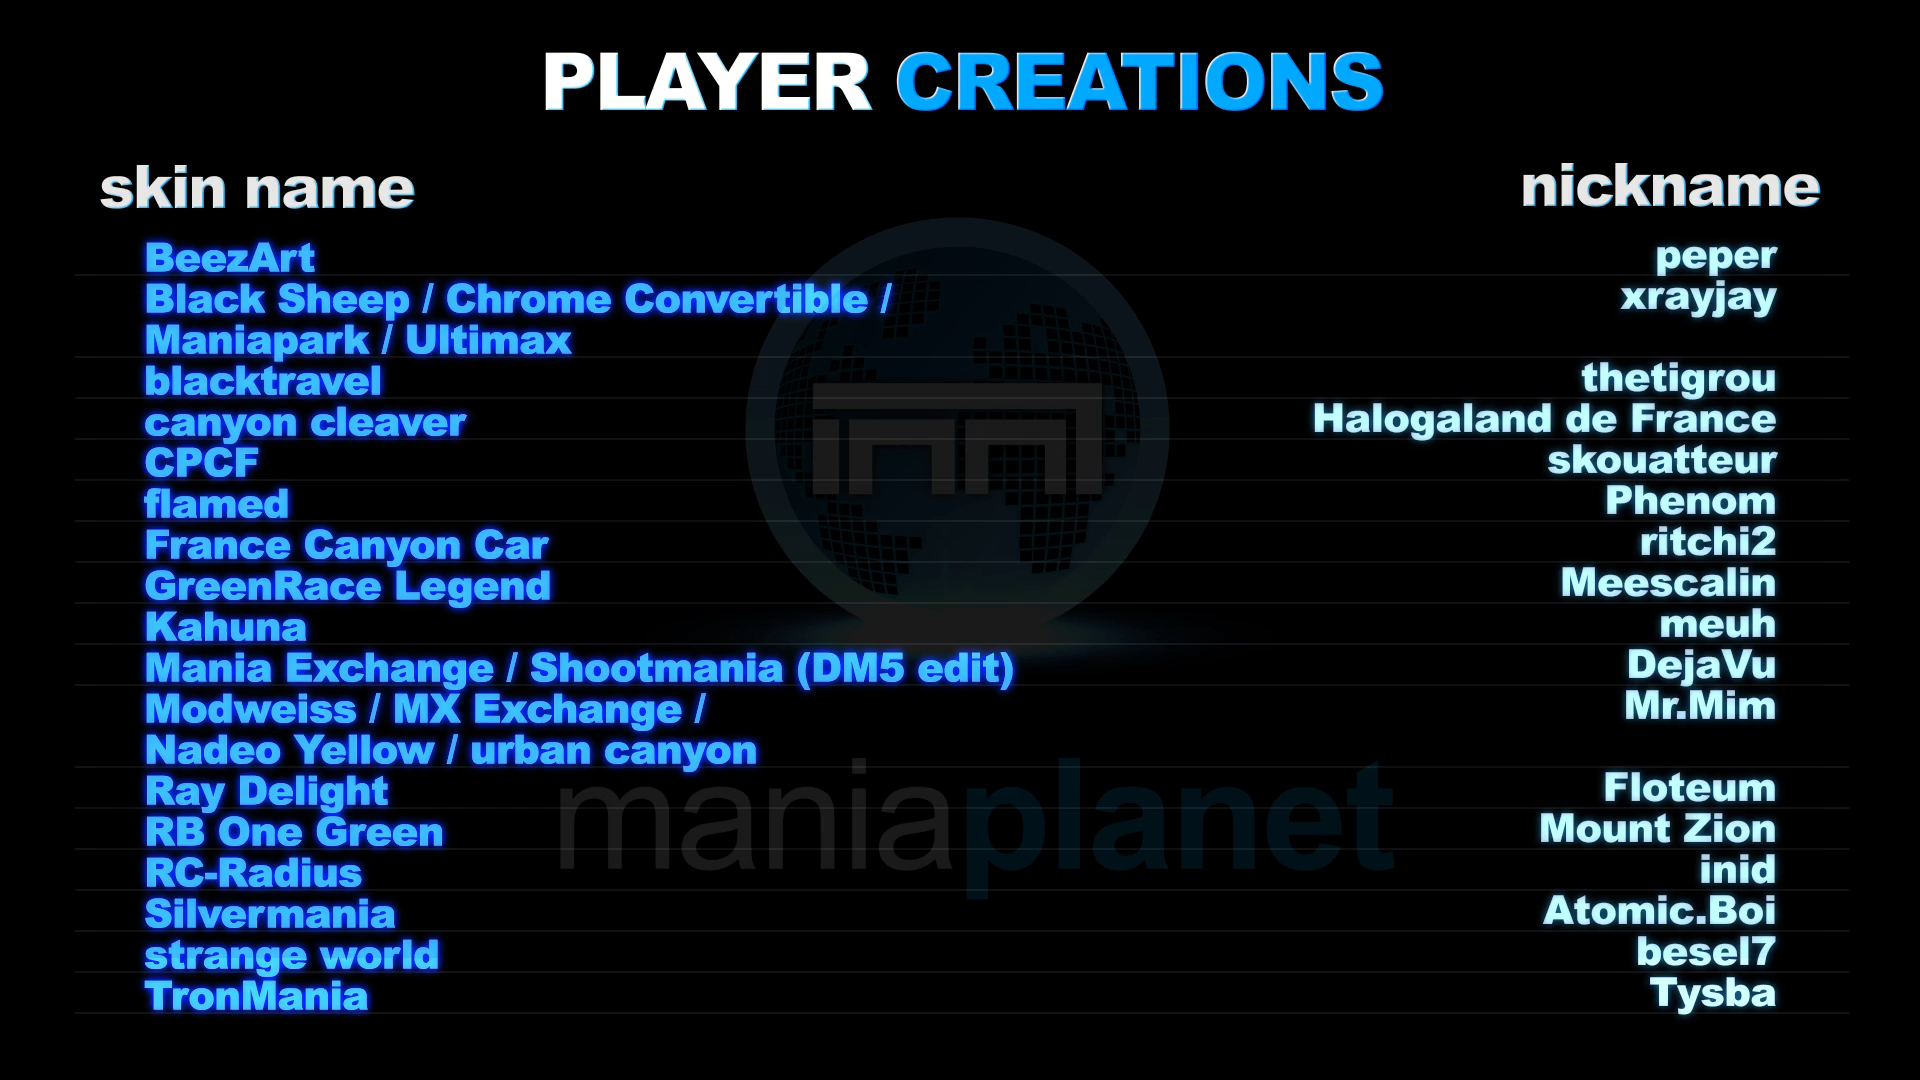 PLAYER CREATIONS
skin name nickname
BeezArt peper
Black Sheep / Chrome Convertible / xrayjay
Maniapark / Ultimax
blacktravel thetigrou
canyon cleaver Halogaland de France
CPCF skouatteur
flamed Phenom
France Canyon Car ritchi2
GreenRace Legend Meescalin
Kahuna meuh
Mania Exchange / Shootmania (DM5 edit) DejaVu
Modweiss / MX Exchange / Mr.Mim
Nadeo Yellow / urban canyon
Ray Delight Floteum
RB One Green Mount Zion
RC-Radius inid
Silvermania Atomic.Boi
strange world besel7
TronMania Tysba
maniaplanet